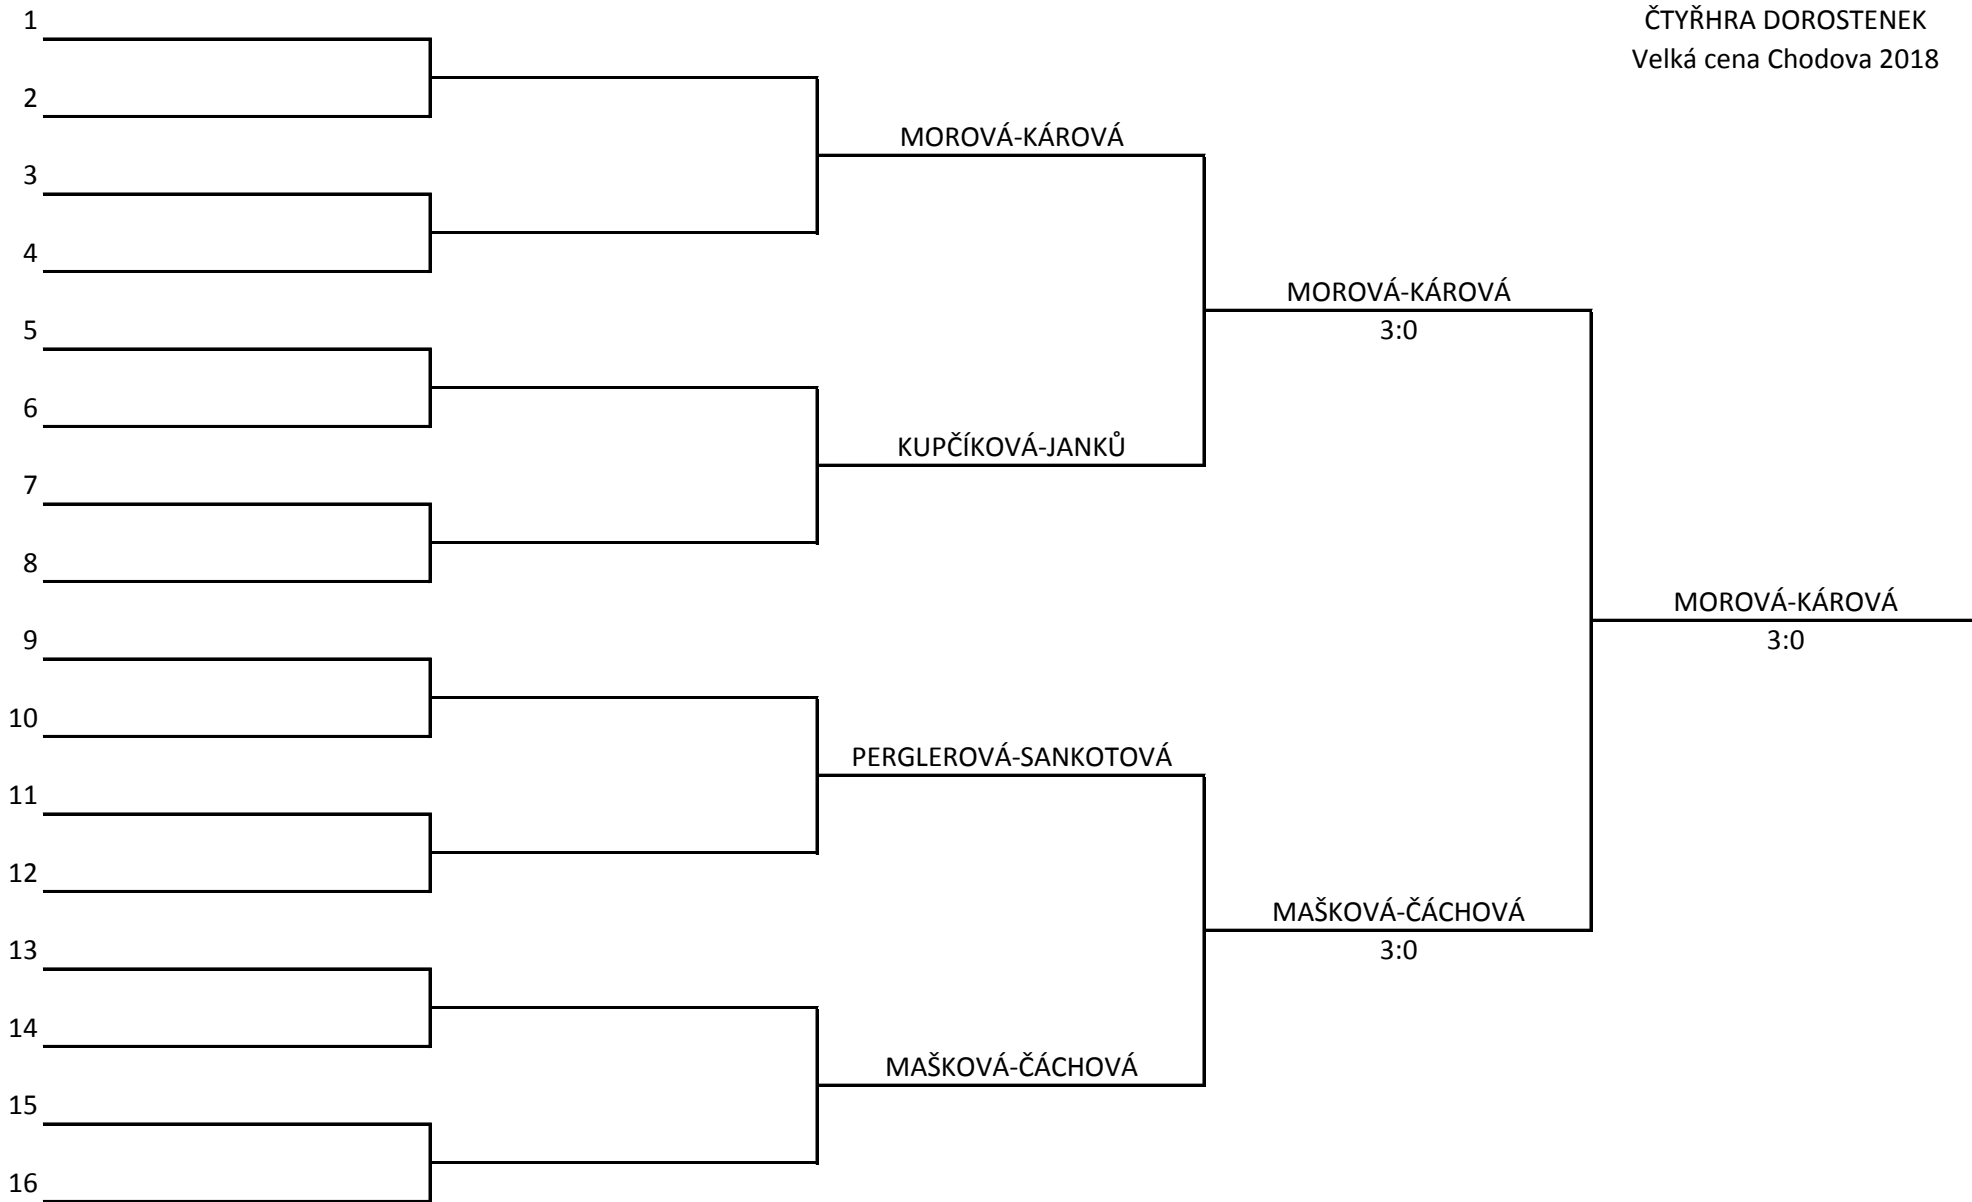 ČTYŘHRA DOROSTENEK
Velká cena Chodova 2018
1
2
MOROVÁ-KÁROVÁ
3
4
MOROVÁ-KÁROVÁ
3:0
5
6
KUPČÍKOVÁ-JANKŮ
7
8
MOROVÁ-KÁROVÁ
3:0
9
10
PERGLEROVÁ-SANKOTOVÁ
11
12
MAŠKOVÁ-ČÁCHOVÁ
3:0
13
14
MAŠKOVÁ-ČÁCHOVÁ
15
16